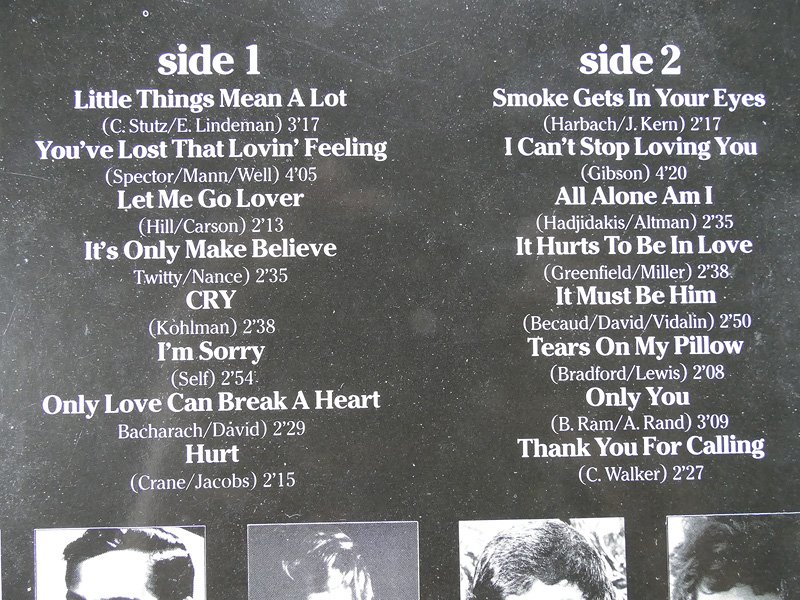 side 1
Little Things Mean A Lot
(C. Stutz/E. Lindeman) 3'17
You've Lost That Lovin' Feeling
(Spector/Mann/Well) 4'05
Let Me Go Lover
(Hill/Carson) 2'13
It's Only Make Believe
Twitty/Nance) 2'35
CRY
(Kohlman) 2'38
I'm Sorry
(Self) 2'54
Only Love Can Break A Heart
Bacharach/David) 2'29
Hurt
(Crane/Jacobs) 2'15
side 2
Smoke Gets In Your Eyes
(Harbach/J. Kern) 2'17
I Can't Stop Loving You
(Gibson) 4'20
All Alone Am I
(Hadjidakis/Altman) 2'35
It Hurts To Be In Love
(Greenfield/Miller) 2'38
It Must Be Him
(Becaud/David/Vidalin) 2'50
Tears On My Pillow
(Bradford/Lewis) 2'08
Only You
(B. Ram/A. Rand) 3'09
Thank You For Calling
(C. Walker) 2'27